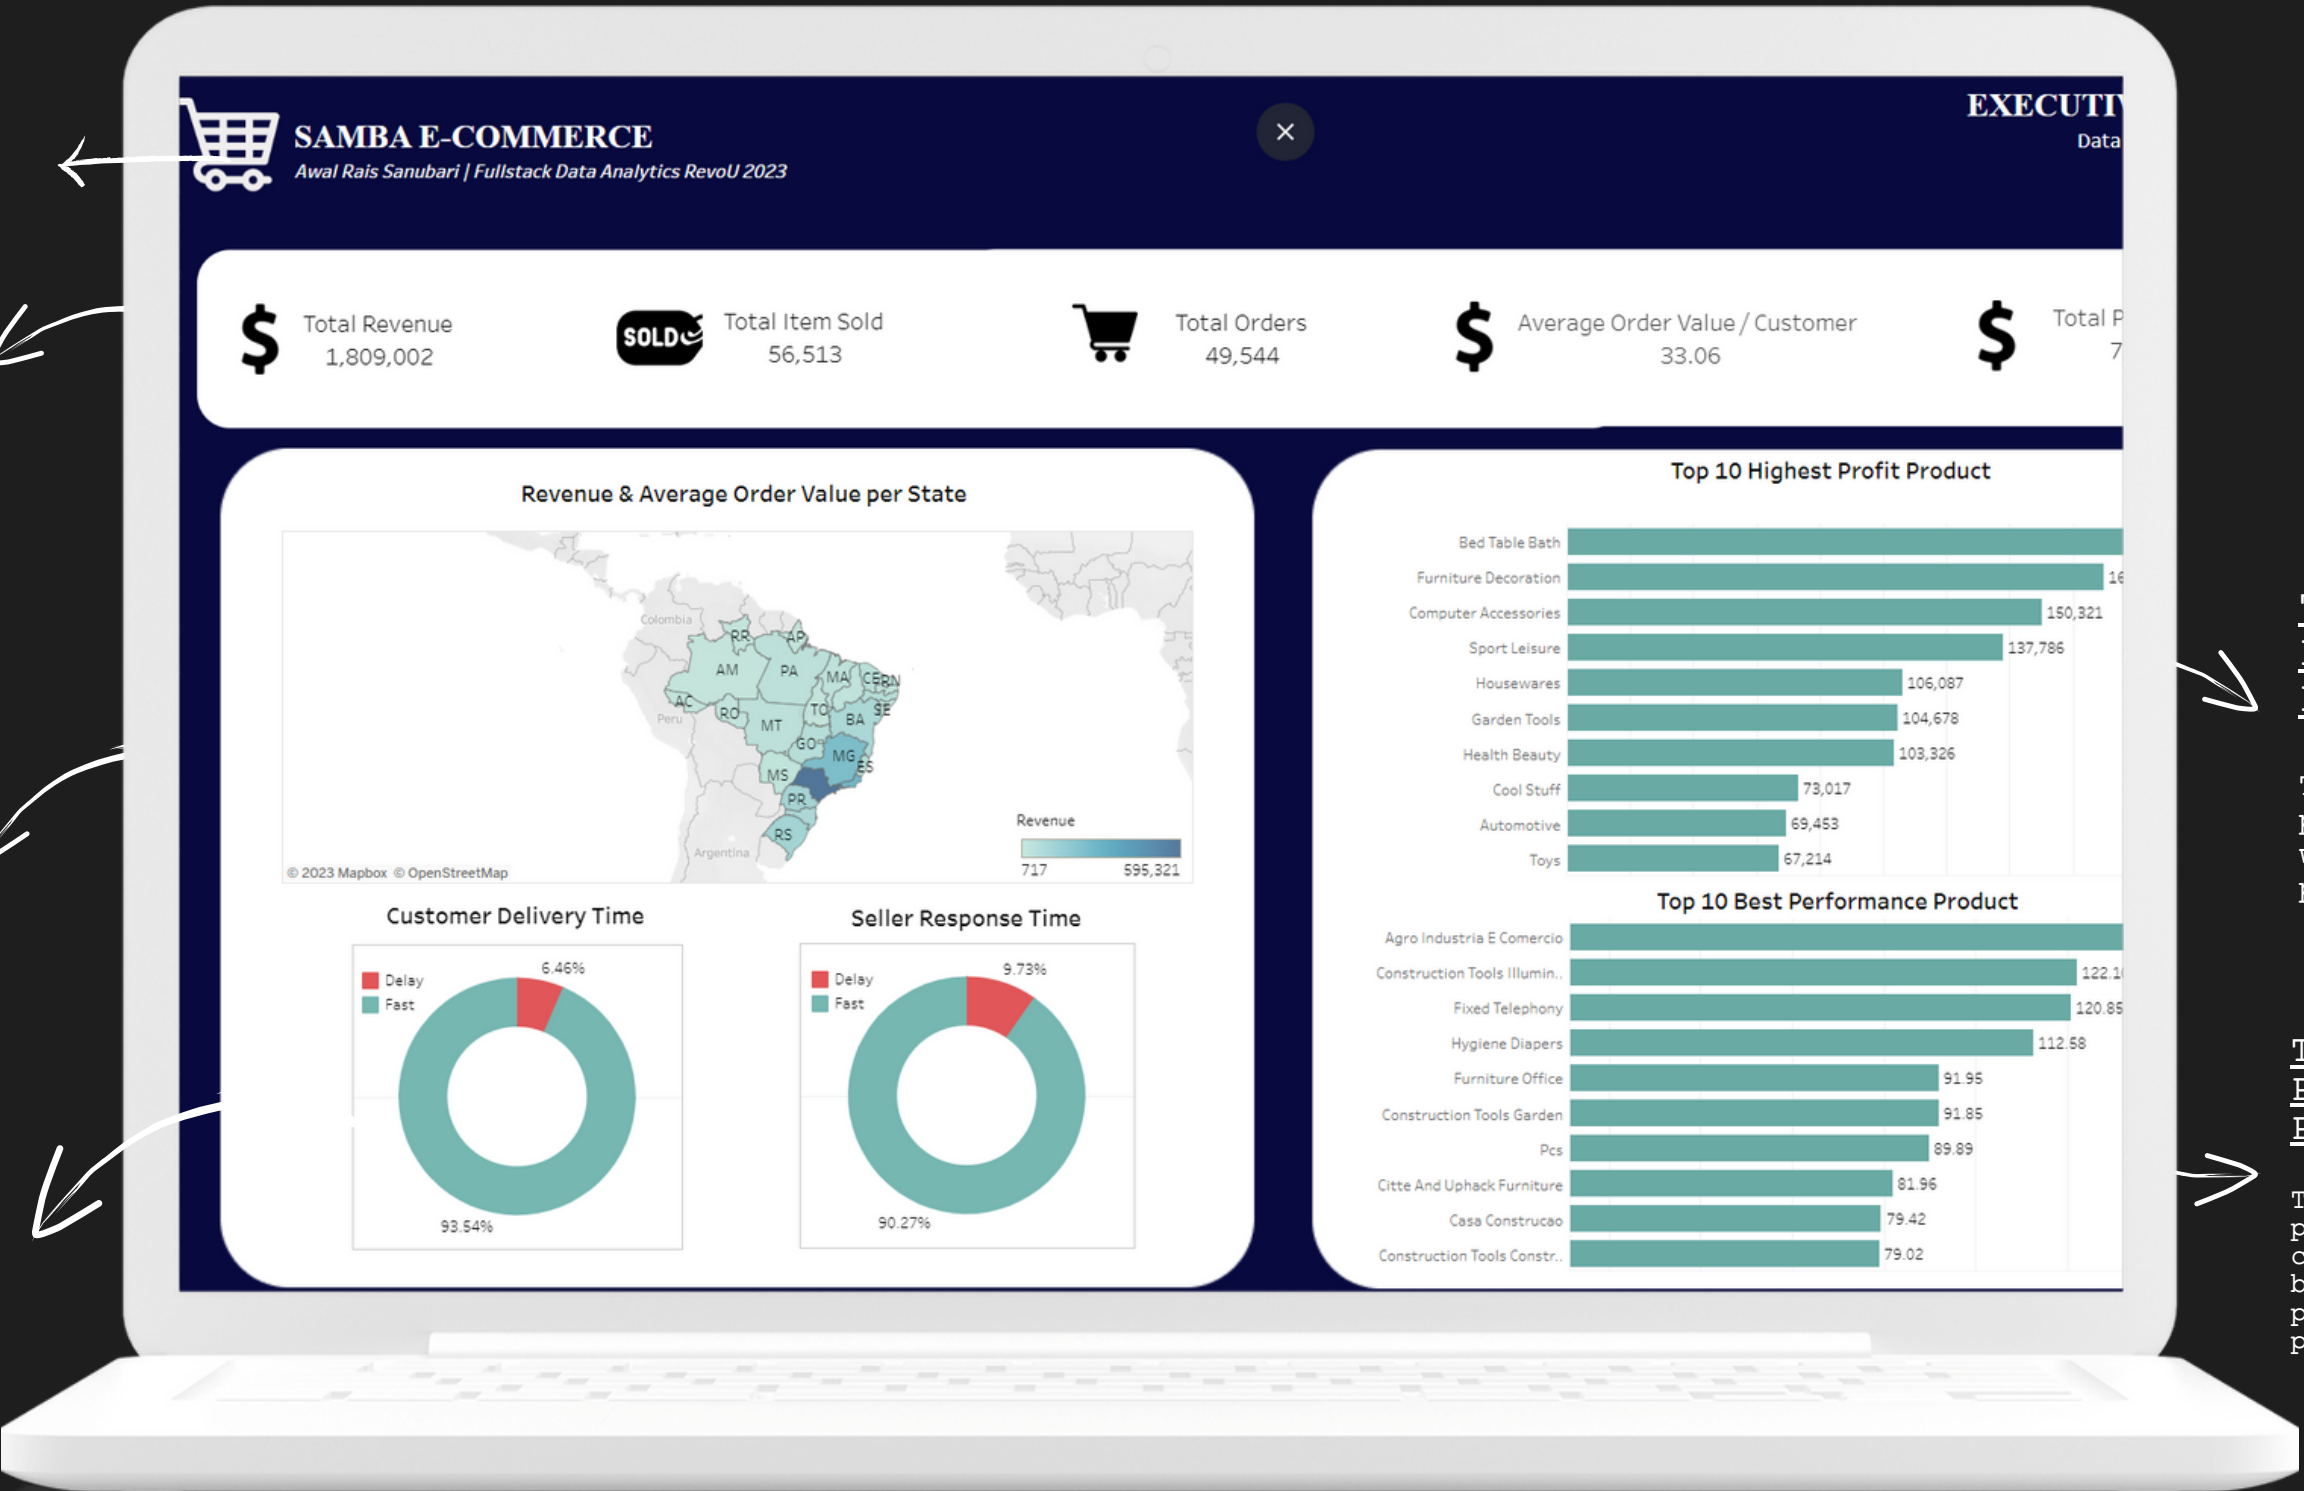 SAMBA E-COMMERCE
Awal Rais Sanubari | Fullstack Data Analytics RevoU 2023
Data
Total Revenue
1,809,002
SOLD
Total Item Sold
56,513
Total Orders
49,544
Average Order Value / Customer
33.06
Total
Revenue & Average Order Value per State
Colombia
RR
AP
AM
PA
MA
CE
RN
AC
RO
TO
SE
Peru
MT
BA
GO
MG
ES
MS
PR
RS
Argentina
Revenue
717 595,321
© 2023 Mapbox © OpenStreetMap
Customer Delivery Time
Delay
Fast
6.46%
93.54%
Seller Response Time
Delay
Fast
9.73%
90.27%
Top 10 Highest Profit Product
Bed Table Bath
Furniture Decoration
Computer Accessories 150,321
Sport Leisure 137,786
Housewares 106,087
Garden Tools 104,678
Health Beauty 103,326
Cool Stuff 73,017
Automotive 69,453
Toys 67,214
Top 10 Best Performance Product
Agro Industria E Comercio
Construction Tools Illumin..
Fixed Telephony 120.85
Hygiene Diapers 112.58
Furniture Office 91.95
Construction Tools Garden 91.85
Pcs 89.89
Citte And Uphack Furniture 81.96
Casa Construcao 79.42
Construction Tools Constr.. 79.02